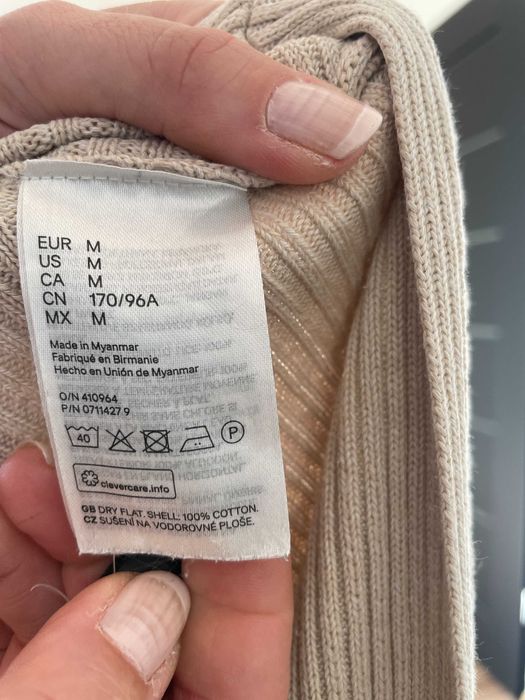 EUR M
US M
CA M
CN 170/96A
MX M
Made in Myanmar
Fabriqué en Birmanie
Hecho en Unión de Myanmar
O/N 410964
P/N 0711427 9
40 P
clevercare.info
GB DRY FLAT. SHELL: 100% COTTON.
CZ SUŠENÍ NA VODOROVNÉ PLOŠE.